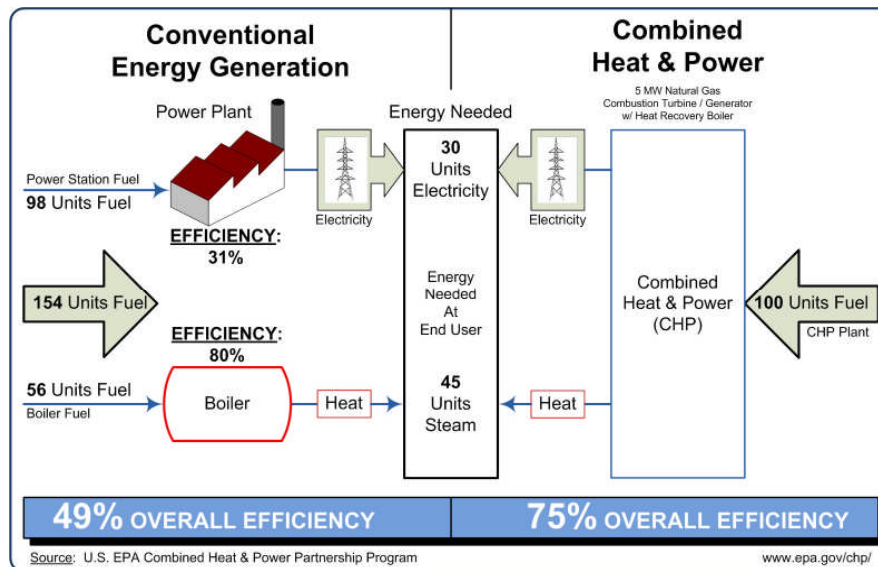 Conventional
Energy Generation
Combined
Heat & Power
5 MW Natural Gas
Combustion Turbine / Generator
w/ Heat Recovery Boiler
Power Plant
Energy Needed
Power Station Fuel
98 Units Fuel
EFFICIENCY:
31%
Electricity
30
Units
Electricity
Electricity
154 Units Fuel
Energy
Needed
At
End User
Combined
Heat & Power
(CHP)
100 Units Fuel
CHP Plant
EFFICIENCY:
80%
56 Units Fuel
Boiler Fuel
Boiler
Heat
45
Units
Steam
Heat
49% OVERALL EFFICIENCY
75% OVERALL EFFICIENCY
Source: U.S. EPA Combined Heat & Power Partnership Program
www.epa.gov/chp/